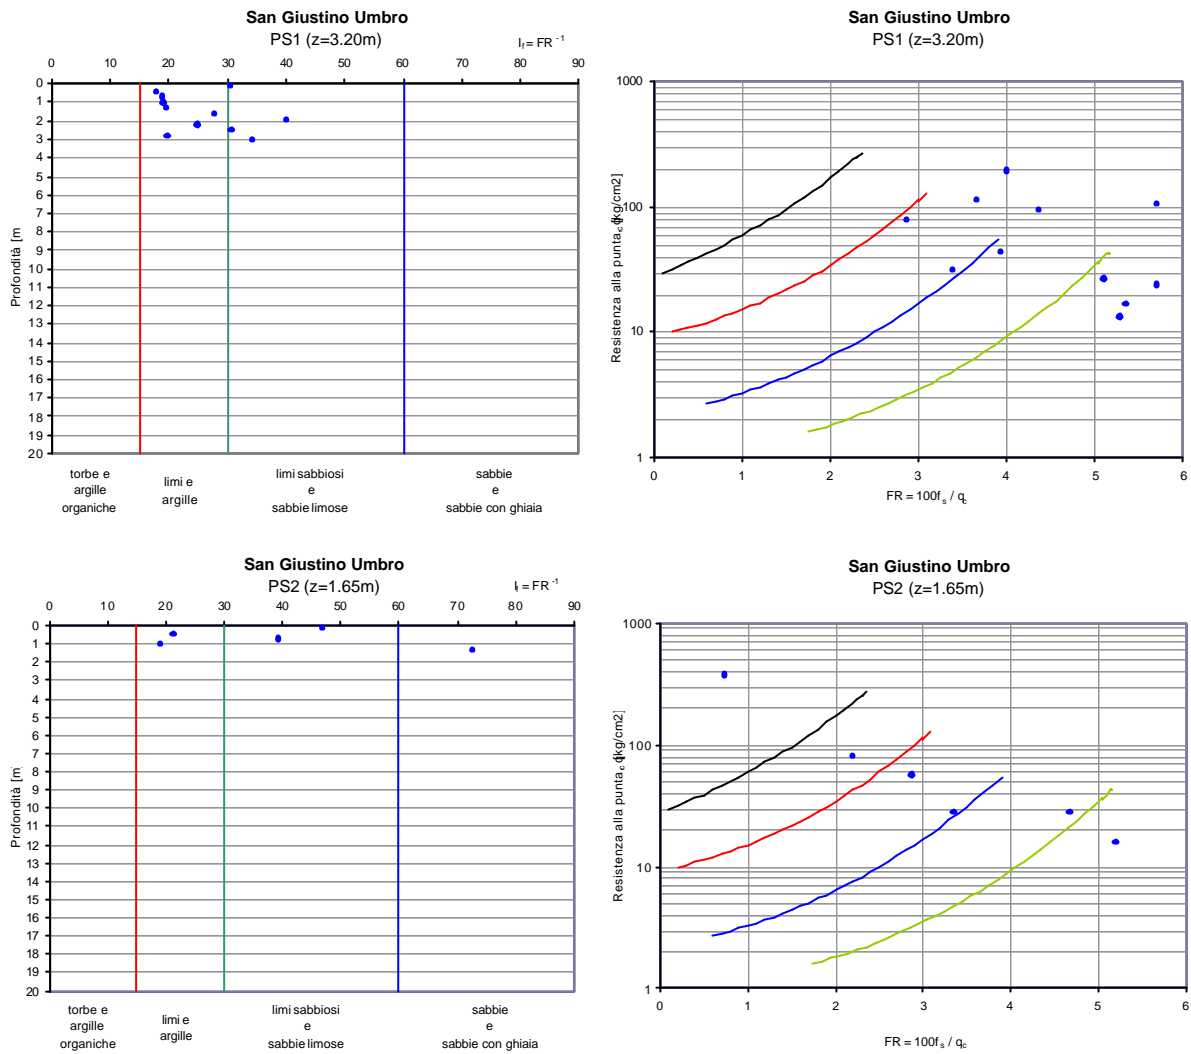 San Giustino Umbro
PS1 (z=3.20m)
If = FR -1
0 10 20 30 40 50 60 70 80 90
0
1
2
3
4
5
6
7
8
9
10
11
12
13
14
15
16
17
18
19
20
Profondità [m
torbe e
argille
organiche
limi e
argille
limi sabbiosi
e
sabbie limose
sabbie
e
sabbie con ghiaia
San Giustino Umbro
PS1 (z=3.20m)
1000
100
10
1
Resistenza alla punta qc [kg/cm2]
0 1 2 3 4 5 6
FR = 100fs / qc
San Giustino Umbro
PS2 (z=1.65m)
If = FR -1
0 10 20 30 40 50 60 70 80 90
0
1
2
3
4
5
6
7
8
9
10
11
12
13
14
15
16
17
18
19
20
Profondità [m
torbe e
argille
organiche
limi e
argille
limi sabbiosi
e
sabbie limose
sabbie
e
sabbie con ghiaia
San Giustino Umbro
PS2 (z=1.65m)
1000
100
10
1
Resistenza alla punta qc [kg/cm2]
0 1 2 3 4 5 6
FR = 100fs / qc